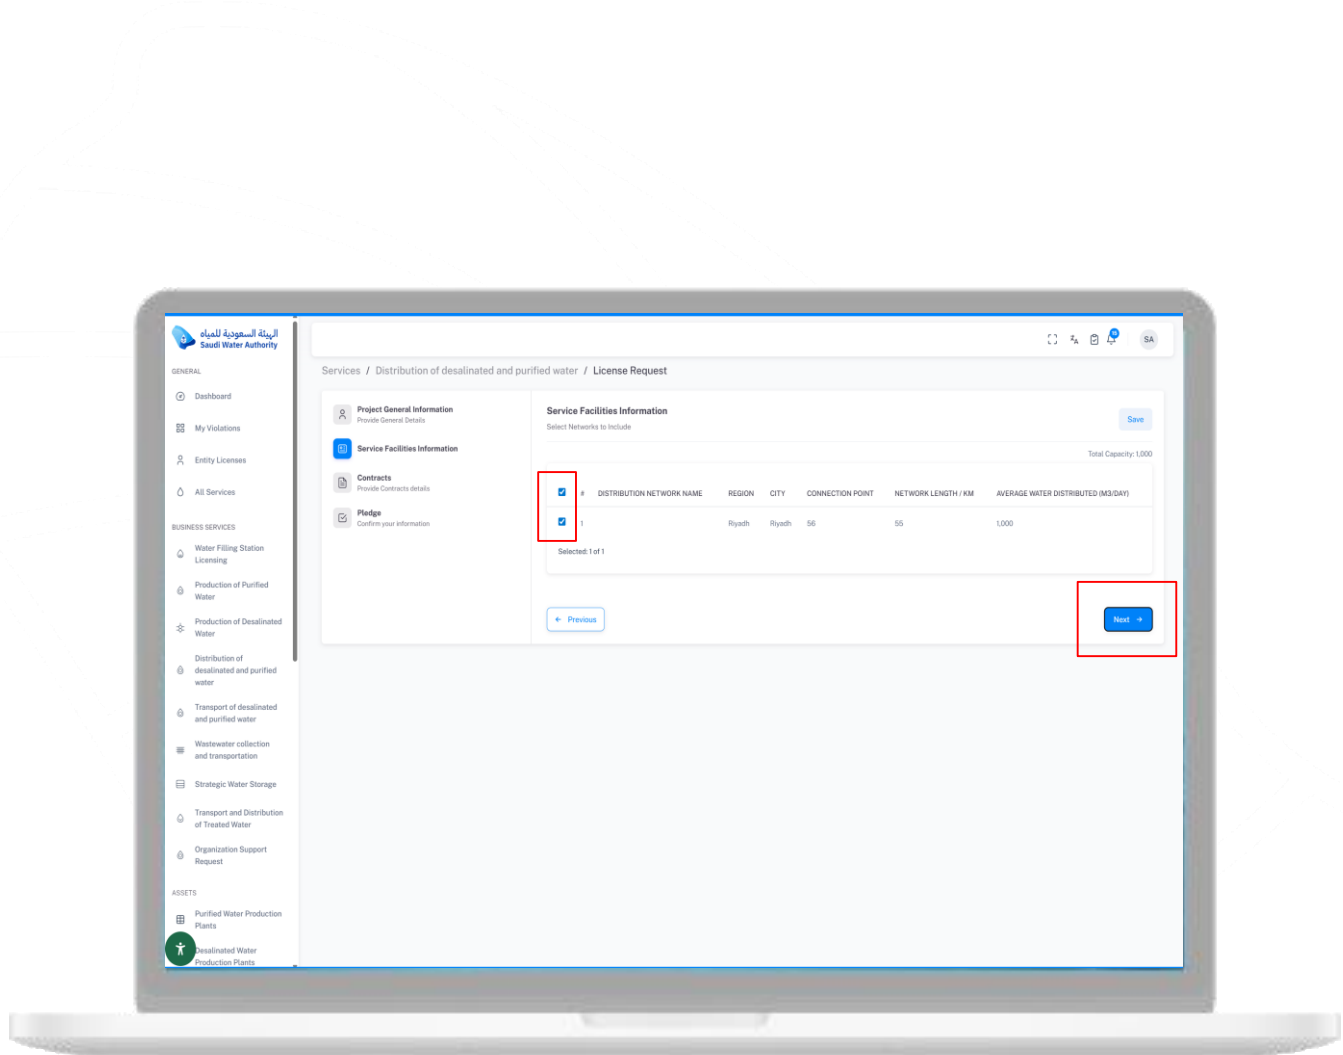 الهيئة السعودية للمياه
Saudi Water Authority
GENERAL
Dashboard
My Violations
Entity Licenses
All Services
BUSINESS SERVICES
Water Filling Station
Licensing
Production of Purified
Water
Production of Desalinated
Water
Distribution of
desalinated and purified
water
Transport of desalinated
and purified water
Wastewater collection
and transportation
Strategic Water Storage
Transport and Distribution
of Treated Water
Organization Support
Request
ASSETS
Purified Water Production
Plants
Desalinated Water
Production Plants
SA
Services / Distribution of desalinated and purified water / License Request
Project General Information
Provide General Details
Service Facilities Information
Contracts
Provide Contracts details
Pledge
Confirm your information
Service Facilities Information
Select Networks to Include
Save
Total Capacity: 1,000
# DISTRIBUTION NETWORK NAME REGION CITY CONNECTION POINT NETWORK LENGTH / KM AVERAGE WATER DISTRIBUTED (M3/DAY)
1 Riyadh Riyadh 56 55 1,000
Selected: 1 of 1
← Previous
Next →